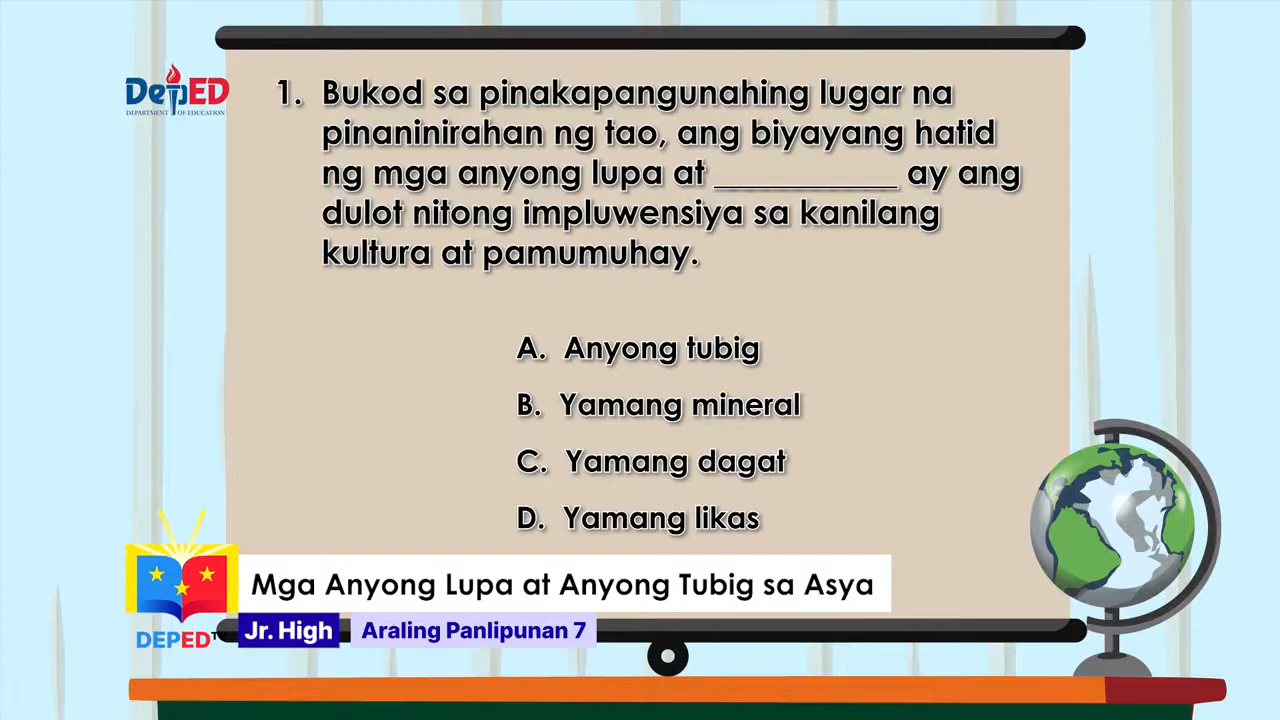 DepED
DEPARTMENT OF EDUCATION
1. Bukod sa pinakapangunahing lugar na
pinaninirahan ng tao, ang biyayang hatid
ng mga anyong lupa at ___________ ay ang
dulot nitong impluwensiya sa kanilang
kultura at pamumuhay.
A. Anyong tubig
B. Yamang mineral
C. Yamang dagat
D. Yamang likas
Mga Anyong Lupa at Anyong Tubig sa Asya
DEPED TV
Jr. High
Araling Panlipunan 7